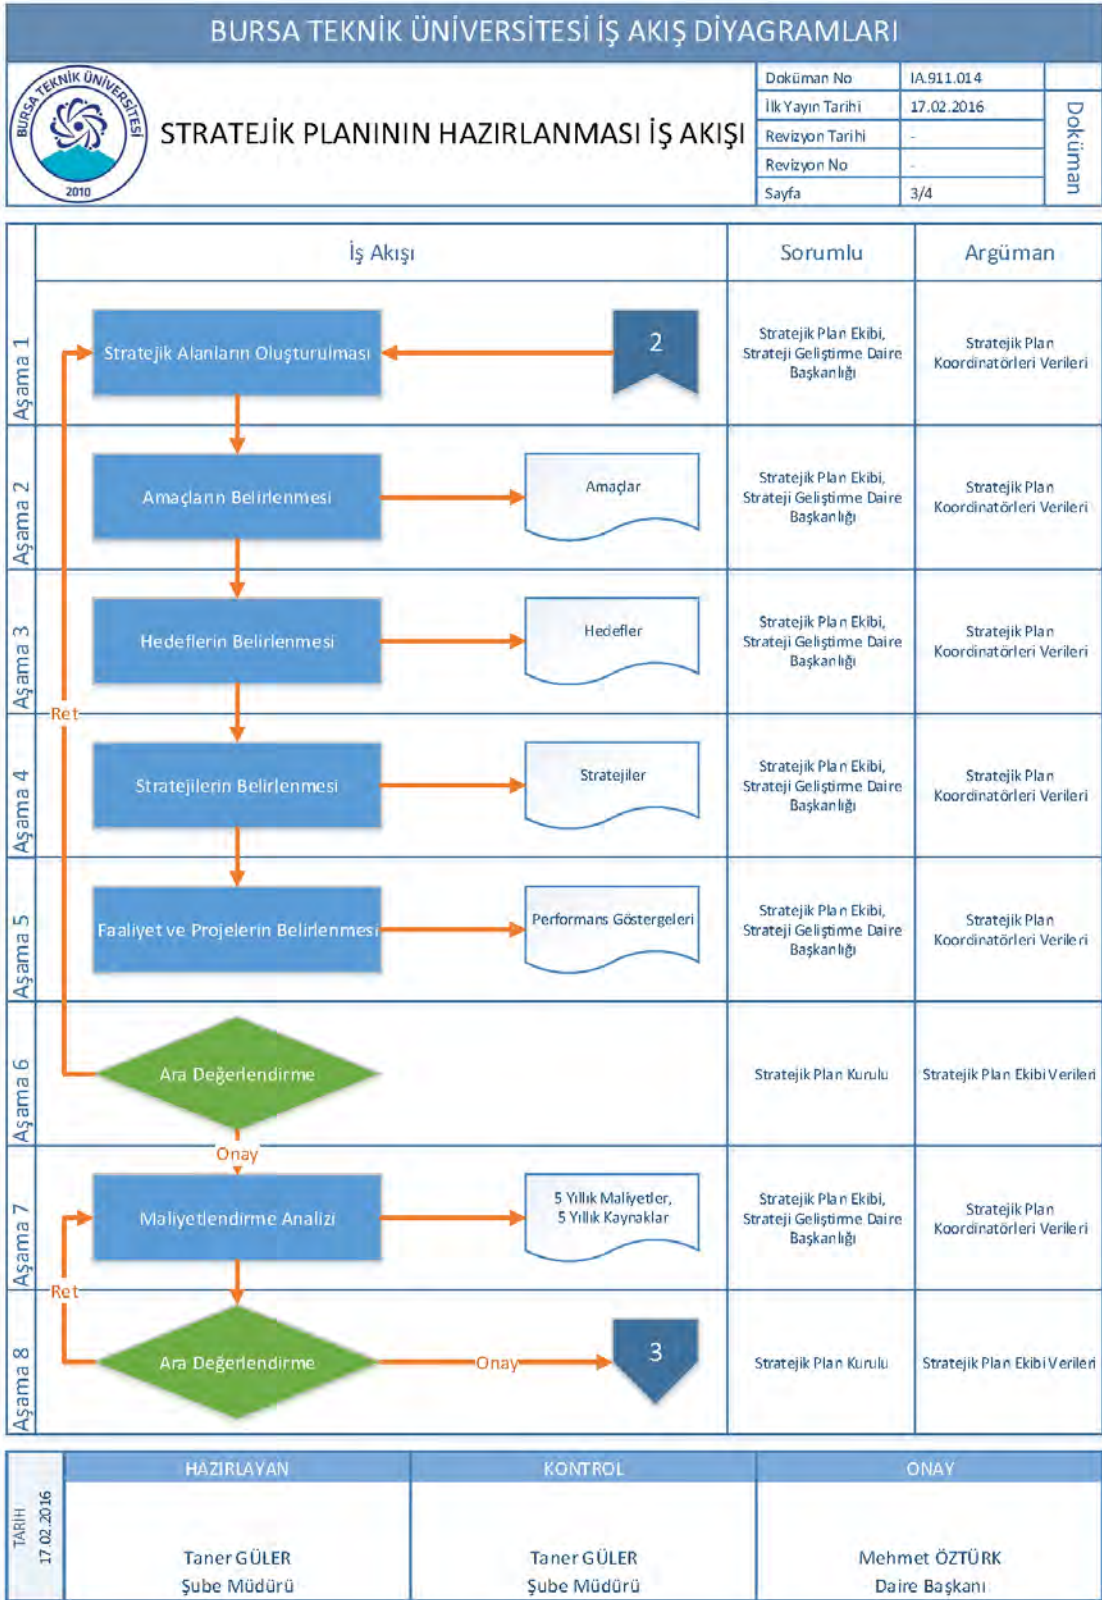 BURSA TEKNİK ÜNİVERSİTESİ İŞ AKIŞ DİYAGRAMLARI
BURSA TEKNİK ÜNİVERSİTESİ
2010
STRATEJİK PLANININ HAZIRLANMASI İŞ AKIŞI
Doküman No
IA.911.014
İlk Yayın Tarihi
17.02.2016
Revizyon Tarihi
-
Revizyon No
-
Sayfa
3/4
Doküman
İş Akışı
Sorumlu
Argüman
Aşama 1
Stratejik Alanların Oluşturulması
2
Stratejik Plan Ekibi,
Strateji Geliştirme Daire
Başkanlığı
Stratejik Plan
Koordinatörleri Verileri
Aşama 2
Amaçların Belirlenmesi
Amaçlar
Stratejik Plan Ekibi,
Strateji Geliştirme Daire
Başkanlığı
Stratejik Plan
Koordinatörleri Verileri
Aşama 3
Hedeflerin Belirlenmesi
Hedefler
Stratejik Plan Ekibi,
Strateji Geliştirme Daire
Başkanlığı
Stratejik Plan
Koordinatörleri Verileri
Ret
Aşama 4
Stratejilerin Belirlenmesi
Stratejiler
Stratejik Plan Ekibi,
Strateji Geliştirme Daire
Başkanlığı
Stratejik Plan
Koordinatörleri Verileri
Aşama 5
Faaliyet ve Projelerin Belirlenmesi
Performans Göstergeleri
Stratejik Plan Ekibi,
Strateji Geliştirme Daire
Başkanlığı
Stratejik Plan
Koordinatörleri Verileri
Aşama 6
Ara Değerlendirme
Stratejik Plan Kurulu
Stratejik Plan Ekibi Verileri
Onay
Aşama 7
Maliyetlendirme Analizi
5 Yıllık Maliyetler,
5 Yıllık Kaynaklar
Stratejik Plan Ekibi,
Strateji Geliştirme Daire
Başkanlığı
Stratejik Plan
Koordinatörleri Verileri
Ret
Aşama 8
Ara Değerlendirme
Onay
3
Stratejik Plan Kurulu
Stratejik Plan Ekibi Verileri
TARİH
17.02.2016
HAZIRLAYAN
KONTROL
ONAY
Taner GÜLER
Şube Müdürü
Taner GÜLER
Şube Müdürü
Mehmet ÖZTÜRK
Daire Başkanı